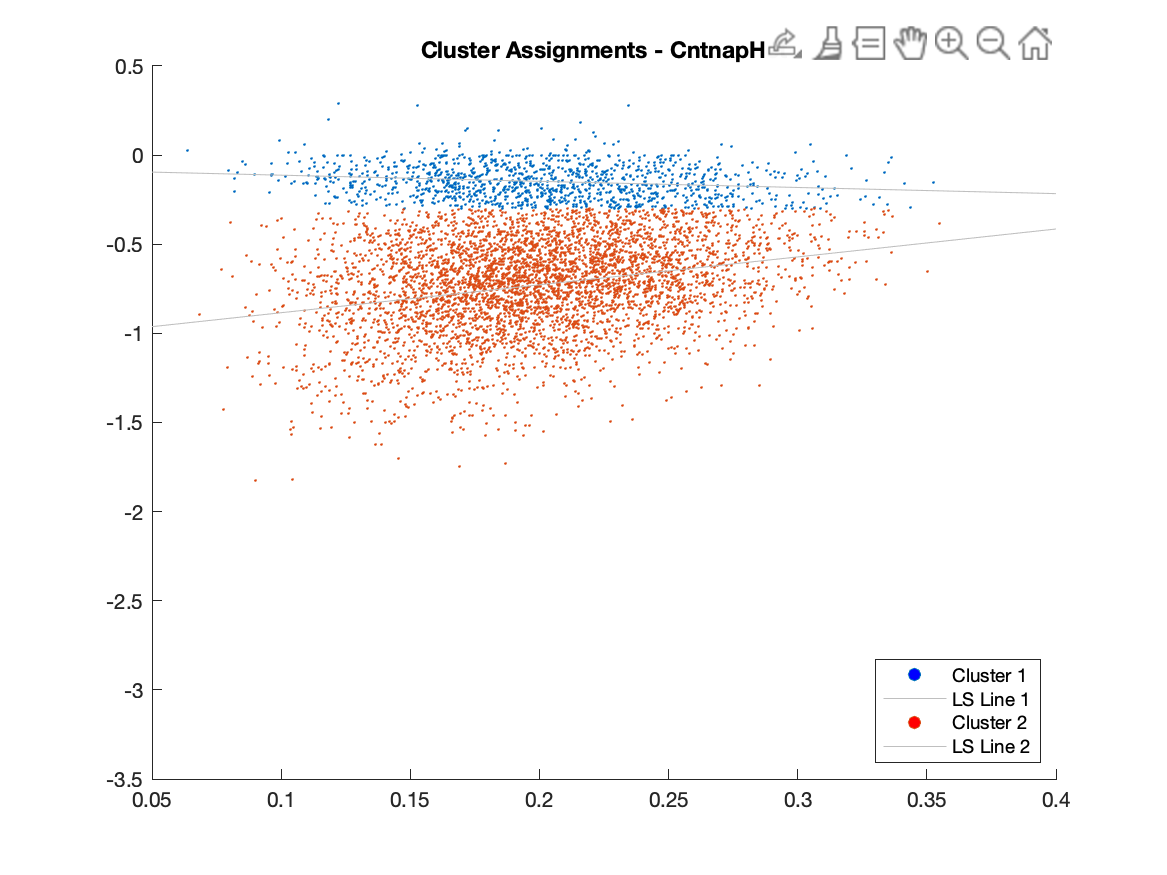 Cluster Assignments - CntnapH
0.5
0
-0.5
-1
-1.5
-2
-2.5
-3
-3.5
0.05 0.1 0.15 0.2 0.25 0.3 0.35 0.4
Cluster 1
LS Line 1
Cluster 2
LS Line 2